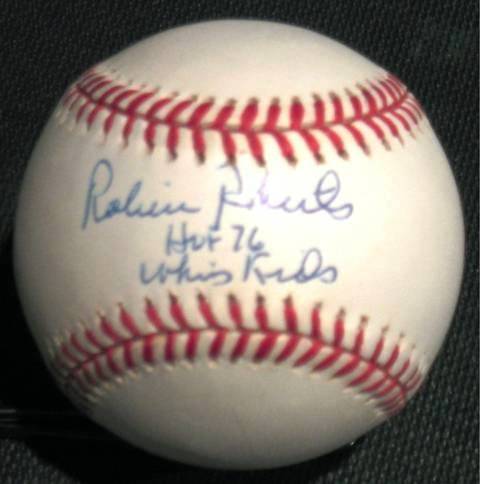 Robin Roberts
HOF 76
Whiz Kids